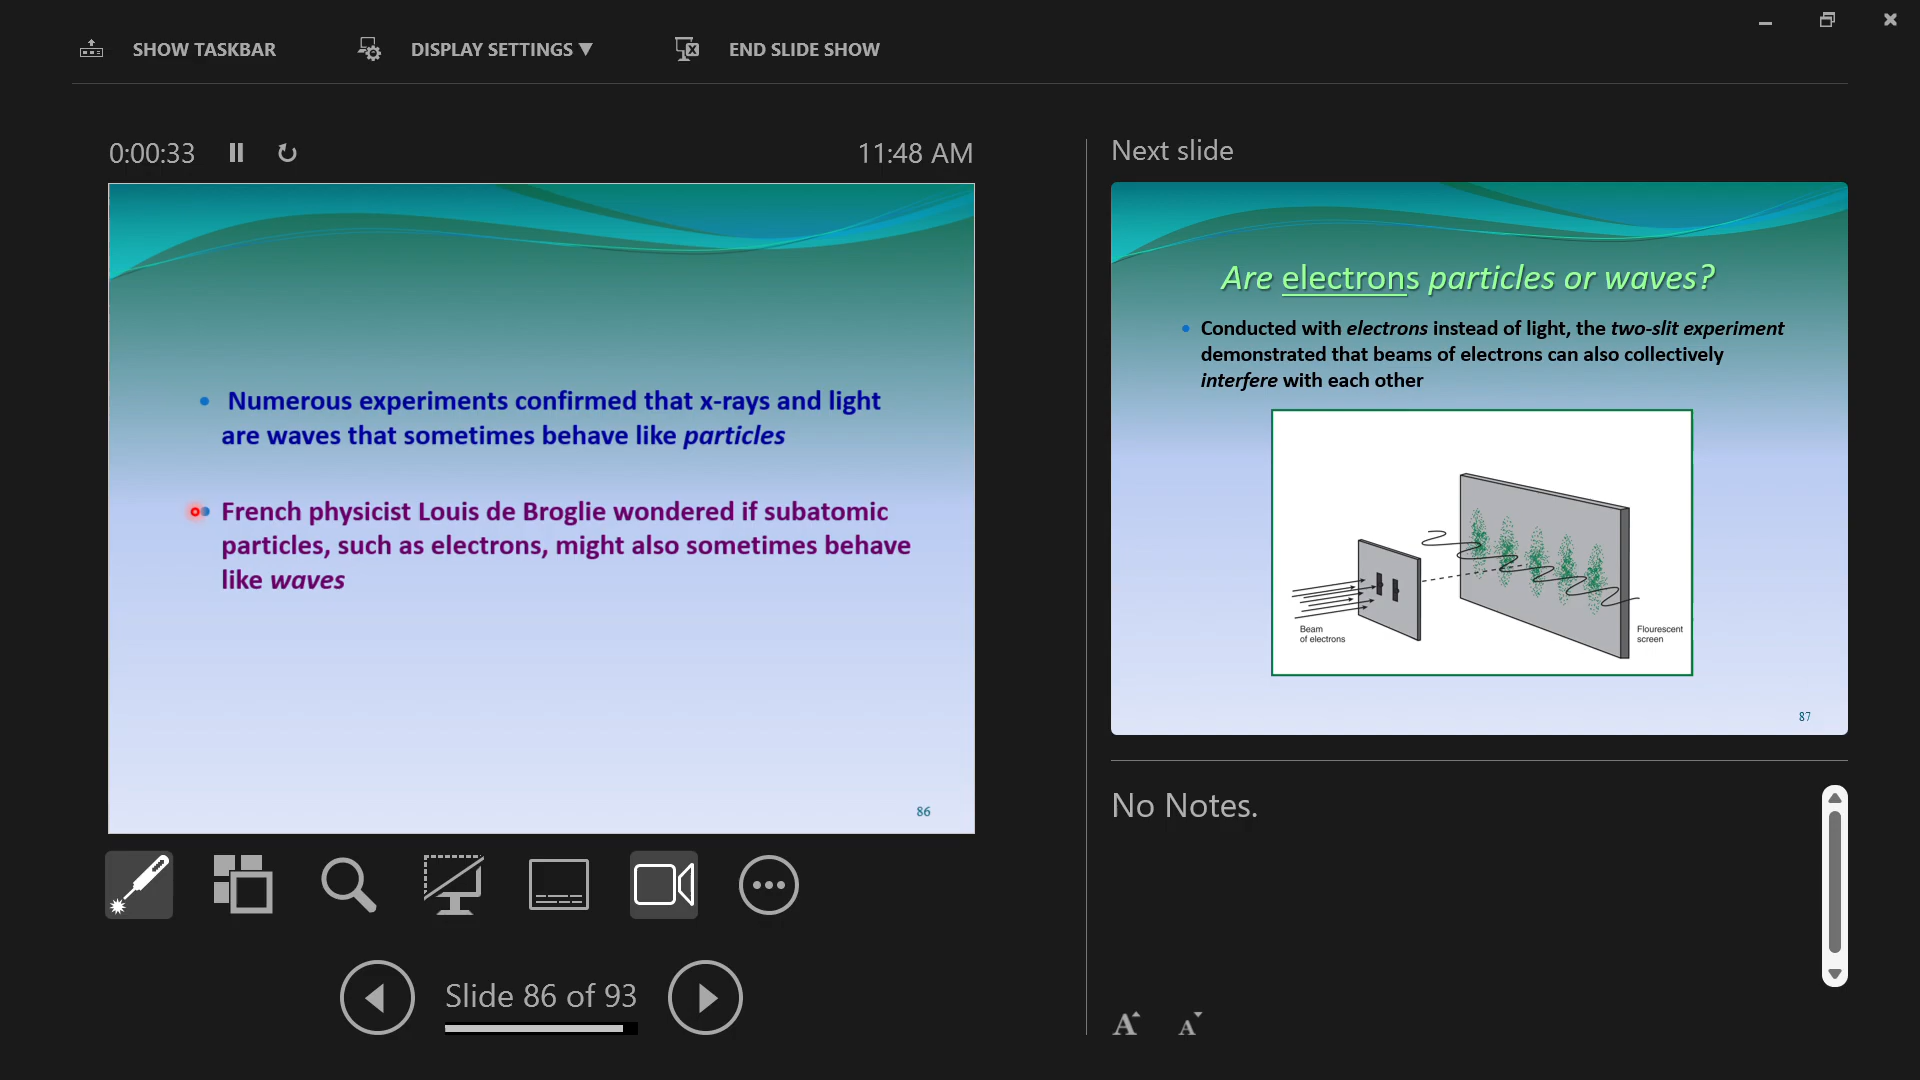 SHOW TASKBAR
DISPLAY SETTINGS ▼
END SLIDE SHOW
0:00:33
11:48 AM
Numerous experiments confirmed that x-rays and light
are waves that sometimes behave like particles
French physicist Louis de Broglie wondered if subatomic
particles, such as electrons, might also sometimes behave
like waves
86
Slide 86 of 93
Next slide
Are electrons particles or waves?
Conducted with electrons instead of light, the two-slit experiment
demonstrated that beams of electrons can also collectively
interfere with each other
Beam
of electrons
Flourescent
screen
87
No Notes.
A
A